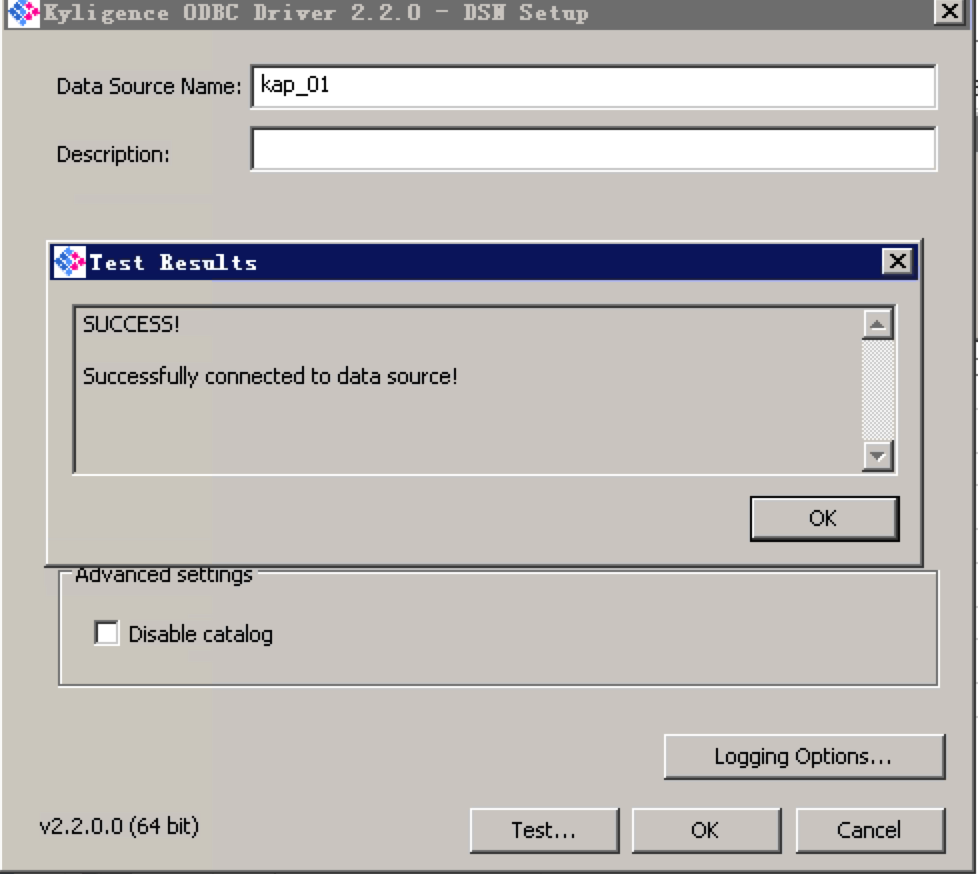 Kyligence ODBC Driver 2.2.0 - DSN Setup
Data Source Name: kap_01
Description:
Test Results
SUCCESS!
Successfully connected to data source!
OK
Advanced settings
Disable catalog
Logging Options...
v2.2.0.0 (64 bit) Test... OK Cancel